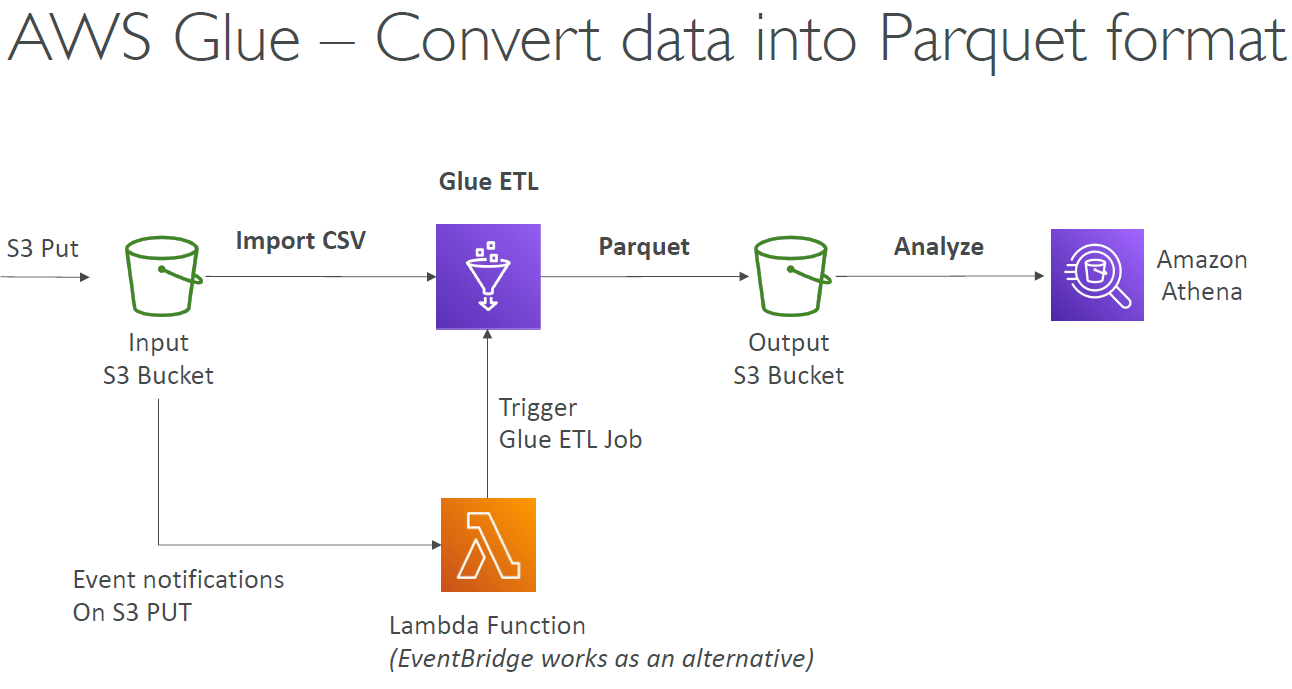 AWS Glue – Convert data into Parquet format
Glue ETL
S3 Put
Import CSV
Parquet
Analyze
Amazon
Athena
Input
S3 Bucket
Output
S3 Bucket
Trigger
Glue ETL Job
Event notifications
On S3 PUT
Lambda Function
(EventBridge works as an alternative)